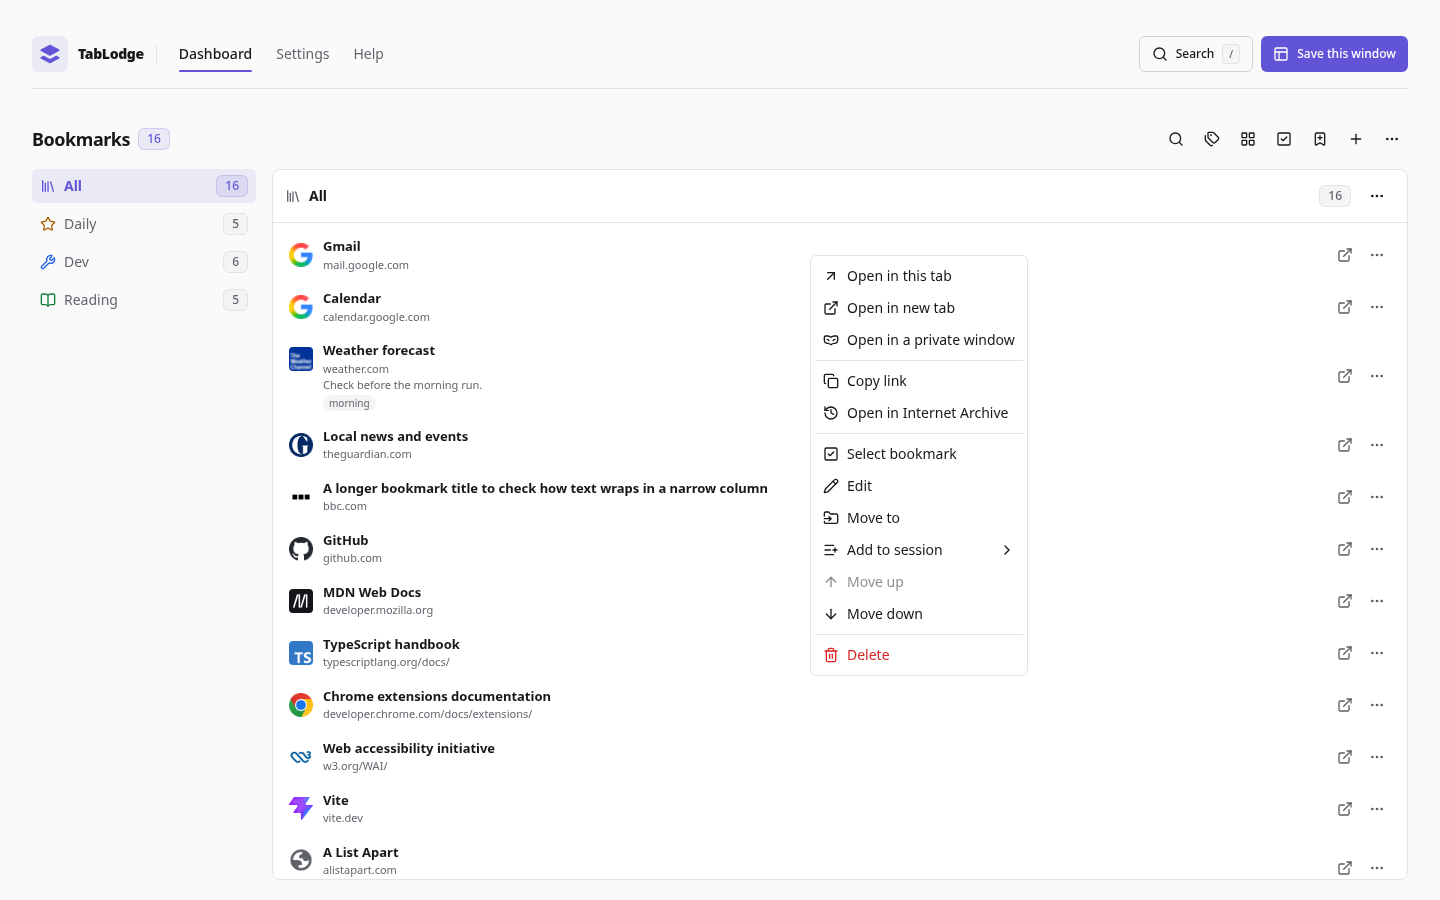 TabLodge
Dashboard
Settings
Help
Search /
Save this window
Bookmarks 16
All 16
Daily 5
Dev 6
Reading 5
All 16
Gmail
mail.google.com
Calendar
calendar.google.com
Weather forecast
weather.com
Check before the morning run.
morning
Local news and events
theguardian.com
A longer bookmark title to check how text wraps in a narrow column
bbc.com
GitHub
github.com
MDN Web Docs
developer.mozilla.org
TypeScript handbook
typescriptlang.org/docs/
Chrome extensions documentation
developer.chrome.com/docs/extensions/
Web accessibility initiative
w3.org/WAI/
Vite
vite.dev
A List Apart
alistapart.com
Open in this tab
Open in new tab
Open in a private window
Copy link
Open in Internet Archive
Select bookmark
Edit
Move to
Add to session
Move up
Move down
Delete
The
Weather
Channel
TS